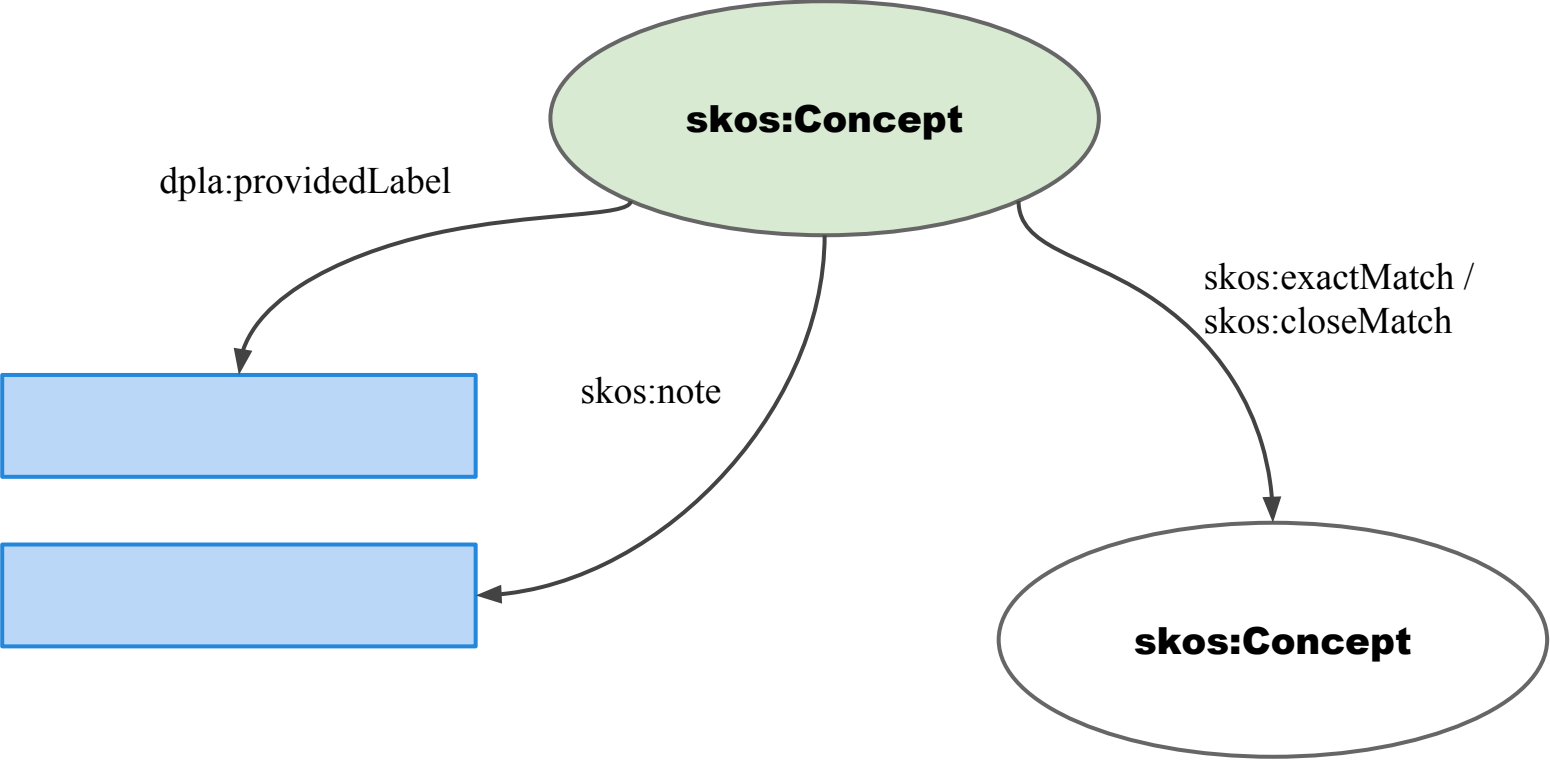 skos:Concept
dpla:providedLabel
skos:exactMatch /
skos:closeMatch
skos:note
skos:Concept